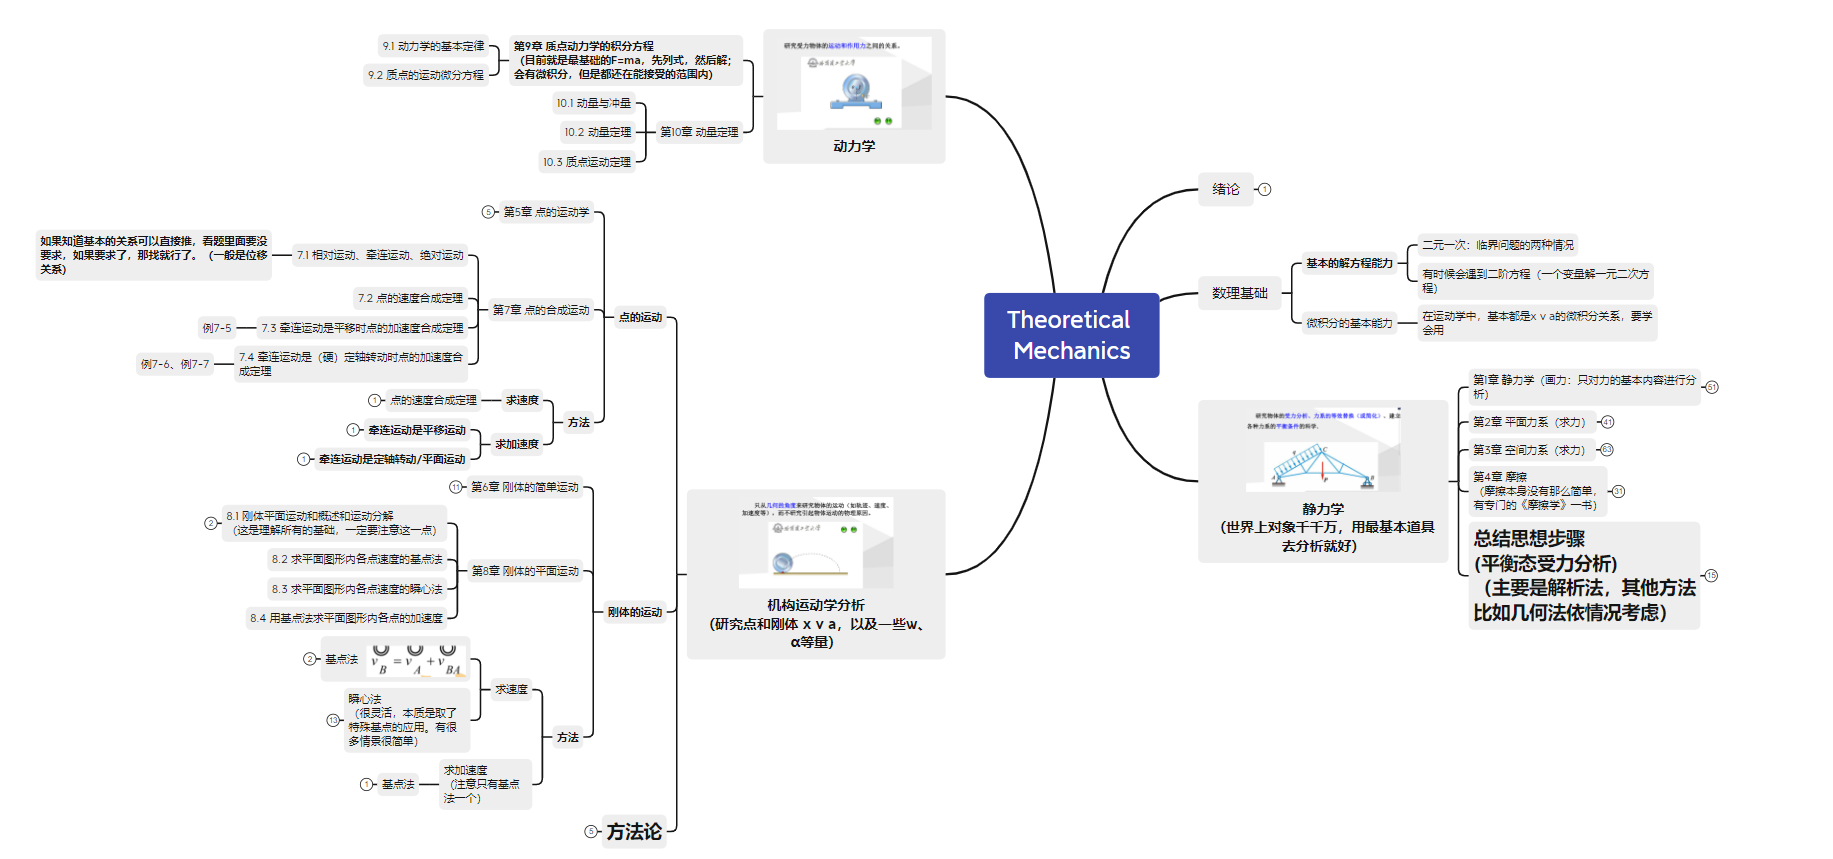 Theoretical
Mechanics
绪论
1
数理基础
基本的解方程能力
二元一次：临界问题的两种情况
有时候会遇到二阶方程（一个变量解一元二次方
程）
微积分的基本能力
在运动学中，基本都是x v a的微积分关系，要学
会用
研究物体的受力分析、力系的等效替换（或简化）、建立
各种力系的平衡条件的科学.
q
C
A
B
P
静力学
（世界上对象千千万，用最基本道具
去分析就好）
第1章 静力学（画力：只对力的基本内容进行分
析）
51
第2章 平面力系（求力）
41
第3章 空间力系（求力）
63
第4章 摩擦
（摩擦本身没有那么简单，
有专门的《摩擦学》一书）
31
总结思想步骤
(平衡态受力分析)
（主要是解析法，其他方法
比如几何法依情况考虑）
15
研究受力物体的运动和作用力之间的关系。
动力学
第9章 质点动力学的积分方程
（目前就是最基础的F=ma，先列式，然后解；
会有微积分，但是都还在能接受的范围内）
9.1 动力学的基本定律
9.2 质点的运动微分方程
第10章 动量定理
10.1 动量与冲量
10.2 动量定理
10.3 质点运动定理
只从几何的角度来研究物体的运动（如轨迹、速度、
加速度等），而不研究引起物体运动的物理原因。
机构运动学分析
（研究点和刚体 x v a，以及一些w、
α等量）
点的运动
第5章 点的运动学
5
第7章 点的合成运动
7.1 相对运动、牵连运动、绝对运动
如果知道基本的关系可以直接推，看题里面要没
要求，如果要求了，那找就行了。（一般是位移
关系）
7.2 点的速度合成定理
7.3 牵连运动是平移时点的加速度合成定理
例7-5
7.4 牵连运动是（硬）定轴转动时点的加速度合
成定理
例7-6、例7-7
方法
求速度
点的速度合成定理
1
求加速度
牵连运动是平移运动
1
牵连运动是定轴转动/平面运动
1
刚体的运动
第6章 刚体的简单运动
11
第8章 刚体的平面运动
8.1 刚体平面运动和概述和运动分解
（这是理解所有的基础，一定要注意这一点）
2
8.2 求平面图形内各点速度的基点法
8.3 求平面图形内各点速度的瞬心法
8.4 用基点法求平面图形内各点的加速度
方法
求速度
基点法
v B = v A + v BA
2
瞬心法
（很灵活，本质是取了
特殊基点的应用。有很
多情景很简单）
13
求加速度
（注意只有基点
法一个）
基点法
1
方法论
5